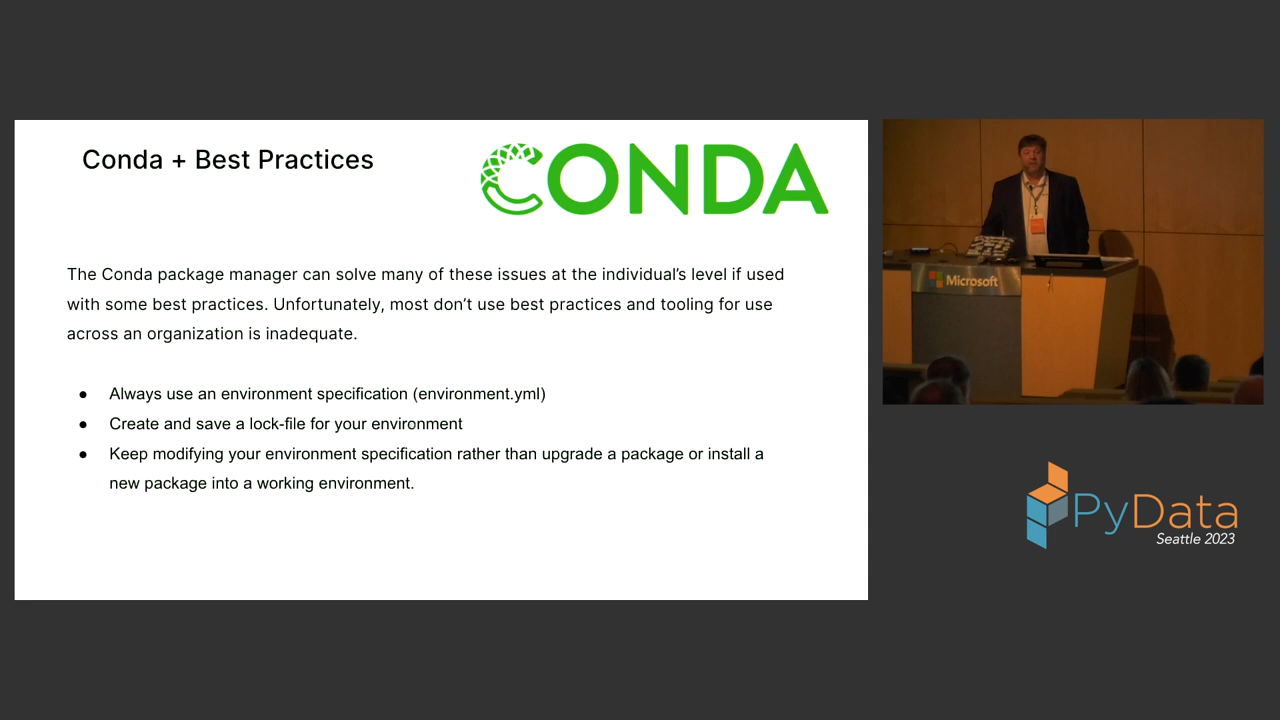 Conda + Best Practices
CONDA
The Conda package manager can solve many of these issues at the individual's level if used
with some best practices. Unfortunately, most don't use best practices and tooling for use
across an organization is inadequate.
● Always use an environment specification (environment.yml)
● Create and save a lock-file for your environment
● Keep modifying your environment specification rather than upgrade a package or install a
new package into a working environment.
Microsoft
PyData
Seattle 2023